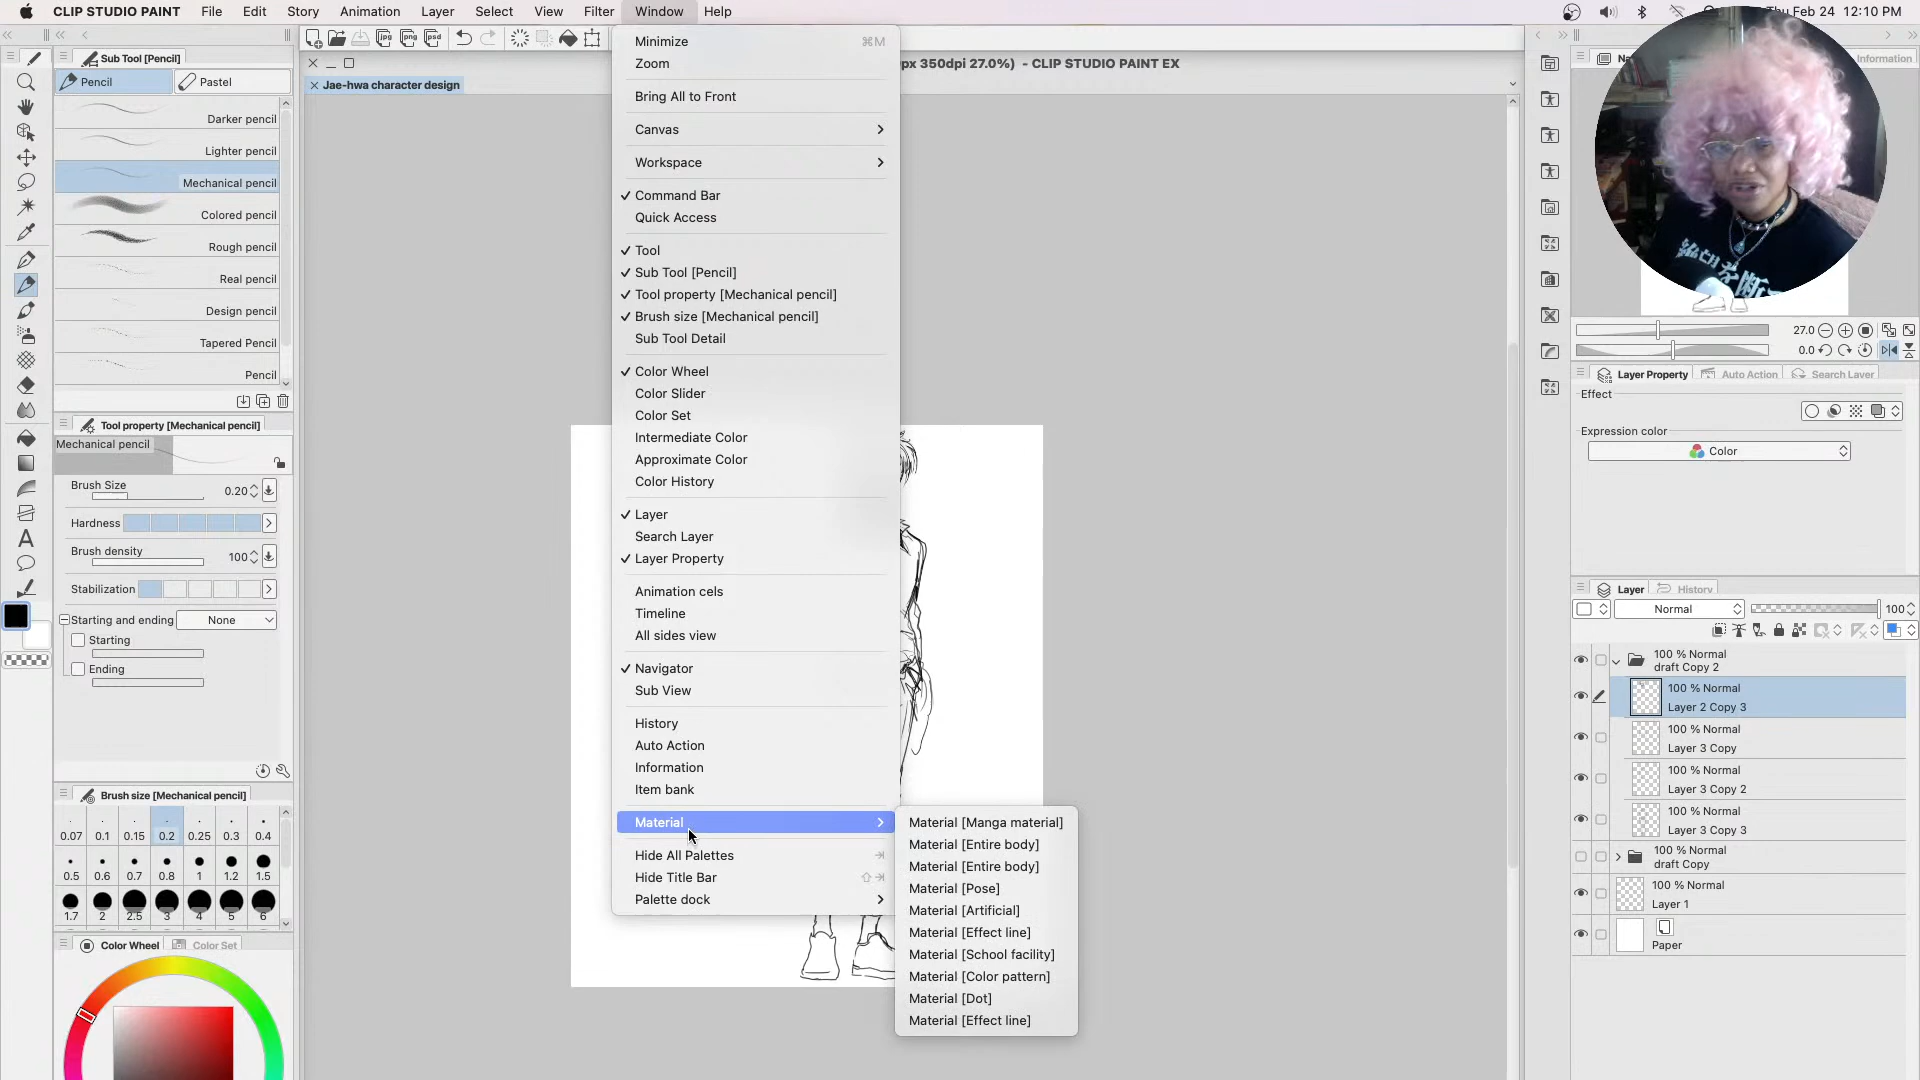 CLIP STUDIO PAINT File Edit Story Animation Layer Select View Filter Window Help
Thu Feb 24 12:10 PM
Sub Tool [Pencil]
Pencil
Pastel
Darker pencil
Lighter pencil
Mechanical pencil
Colored pencil
Rough pencil
Real pencil
Design pencil
Tapered Pencil
Pencil
Tool property [Mechanical pencil]
Mechanical pencil
Brush Size 0.20
Hardness
Brush density 100
Stabilization
Starting and ending None
Starting
Ending
Brush size [Mechanical pencil]
0.07 0.1 0.15 0.2 0.25 0.3 0.4
0.5 0.6 0.7 0.8 1 1.2 1.5
1.7 2 2.5 3 4 5 6
Color Wheel Color Set
px 350dpi 27.0%) - CLIP STUDIO PAINT EX
Jae-hwa character design
Minimize ⌘M
Zoom
Bring All to Front
Canvas
Workspace
Command Bar
Quick Access
Tool
Sub Tool [Pencil]
Tool property [Mechanical pencil]
Brush size [Mechanical pencil]
Sub Tool Detail
Color Wheel
Color Slider
Color Set
Intermediate Color
Approximate Color
Color History
Layer
Search Layer
Layer Property
Animation cels
Timeline
All sides view
Navigator
Sub View
History
Auto Action
Information
Item bank
Material
Hide All Palettes
Hide Title Bar
Palette dock
Material [Manga material]
Material [Entire body]
Material [Entire body]
Material [Pose]
Material [Artificial]
Material [Effect line]
Material [School facility]
Material [Color pattern]
Material [Dot]
Material [Effect line]
Information
27.0
0.0
Layer Property Auto Action Search Layer
Effect
Expression color
Color
Layer History
Normal 100
100 % Normal
draft Copy 2
100 % Normal
Layer 2 Copy 3
100 % Normal
Layer 3 Copy
100 % Normal
Layer 3 Copy 2
100 % Normal
Layer 3 Copy 3
100 % Normal
draft Copy
100 % Normal
Layer 1
Paper